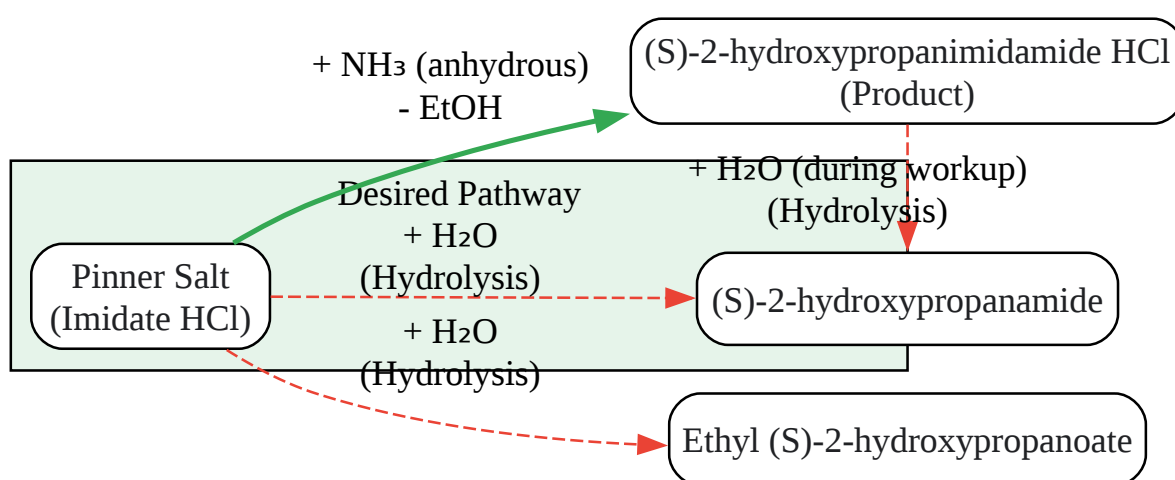 + NH₃ (anhydrous)
- EtOH
(S)-2-hydroxypropanimidamide HCl
(Product)
+ H₂O (during workup)
(Hydrolysis)
Desired Pathway
+ H₂O
(Hydrolysis)
Pinner Salt
(Imidate HCl)
(S)-2-hydroxypropanamide
+ H₂O
(Hydrolysis)
Ethyl (S)-2-hydroxypropanoate